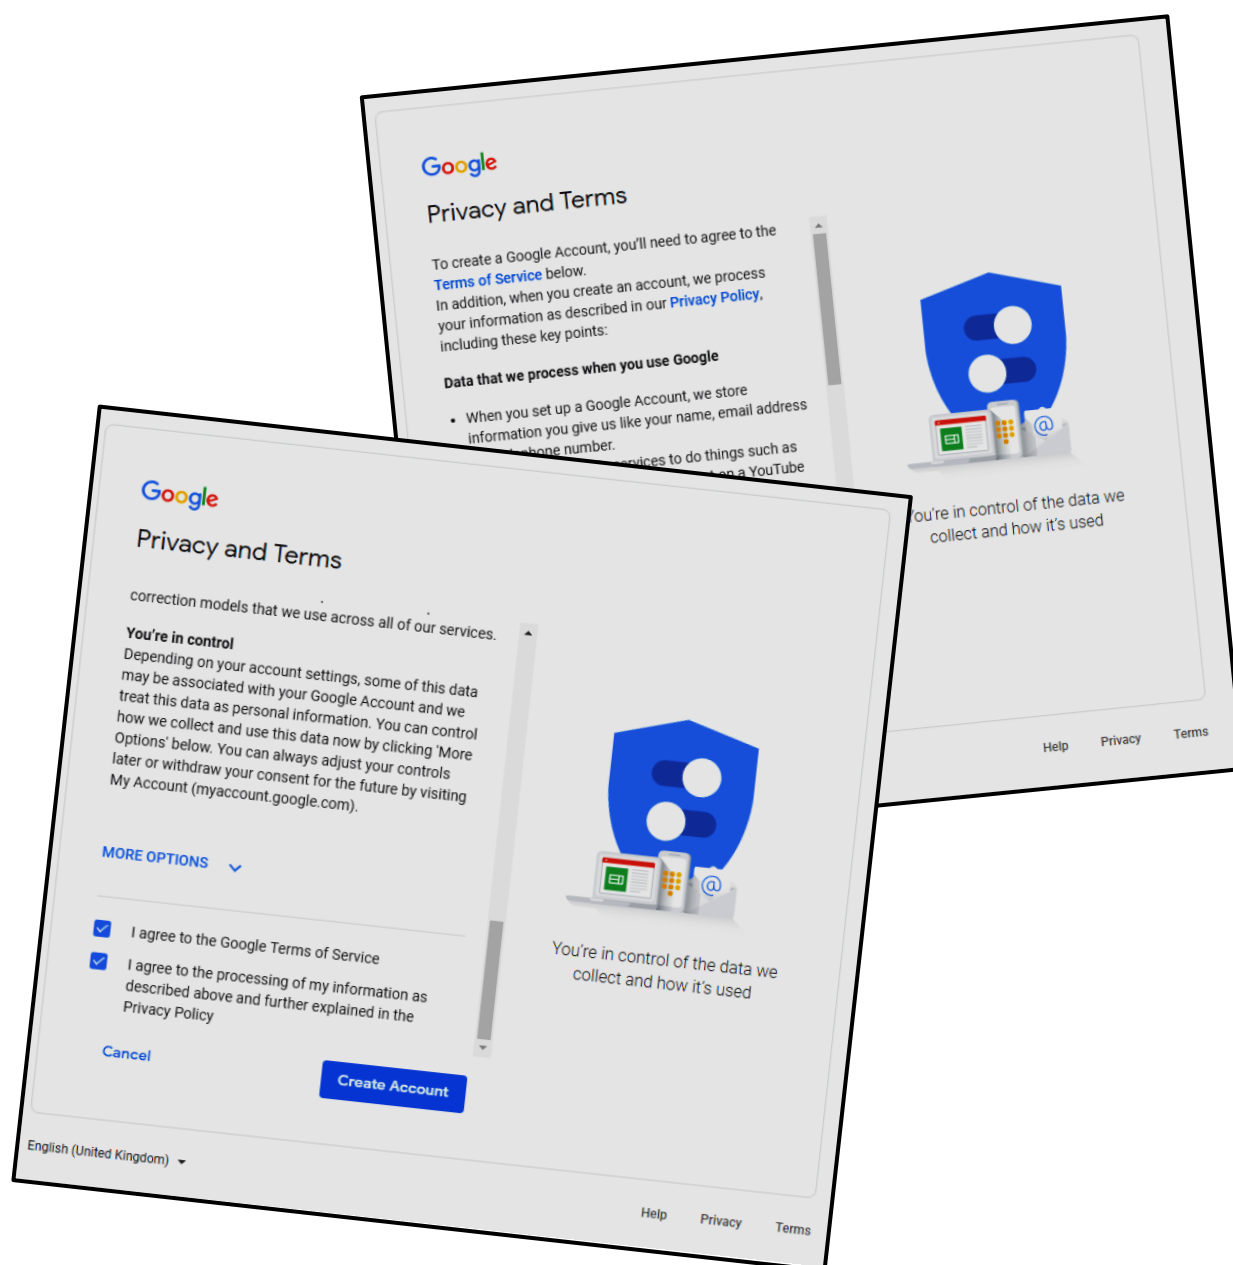 Google
Privacy and Terms
To create a Google Account, you'll need to agree to the
Terms of Service below.
In addition, when you create an account, we process
your information as described in our Privacy Policy,
including these key points:
Data that we process when you use Google
• When you set up a Google Account, we store
information you give us like your name, email address
phone number.
services to do things such as
on a YouTube
You're in control of the data we
collect and how it's used
Help Privacy Terms
Google
Privacy and Terms
correction models that we use across all of our services.
You're in control
Depending on your account settings, some of this data
may be associated with your Google Account and we
treat this data as personal information. You can control
how we collect and use this data now by clicking 'More
Options' below. You can always adjust your controls
later or withdraw your consent for the future by visiting
My Account (myaccount.google.com).
MORE OPTIONS
I agree to the Google Terms of Service
I agree to the processing of my information as
described above and further explained in the
Privacy Policy
Cancel
Create Account
@
You're in control of the data we
collect and how it's used
English (United Kingdom)
Help Privacy Terms